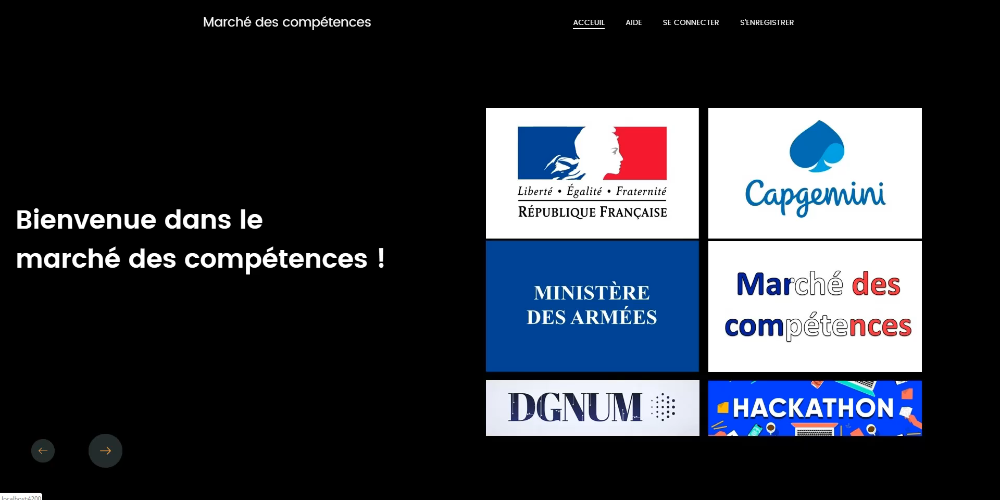 Marché des compétences
ACCEUIL
AIDE
SE CONNECTER
S'ENREGISTRER
Bienvenue dans le
marché des compétences !
Liberté • Égalité • Fraternité
RÉPUBLIQUE FRANÇAISE
Capgemini
MINISTÈRE
DES ARMÉES
Marché des
compétences
DGNUM
HACKATHON
localhost:4200